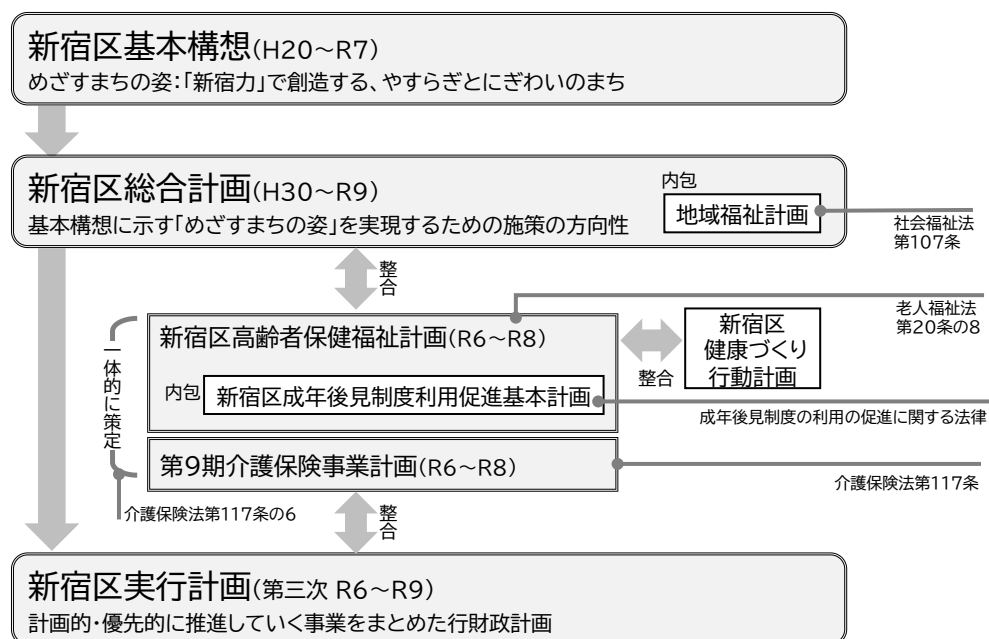 新宿区基本構想(H20～R7)
めざすまちの姿:「新宿力」で創造する、やすらぎとにぎわいのまち
新宿区総合計画(H30～R9)
基本構想に示す「めざすまちの姿」を実現するための施策の方向性
内包
地域福祉計画
社会福祉法
第107条
整合
新宿区高齢者保健福祉計画(R6～R8)
内包
新宿区成年後見制度利用促進基本計画
整合
新宿区
健康づくり
行動計画
老人福祉法
第20条の8
成年後見制度の利用の促進に関する法律
一体的に策定
第9期介護保険事業計画(R6～R8)
介護保険法第117条
介護保険法第117条の6
整合
新宿区実行計画(第三次 R6～R9)
計画的・優先的に推進していく事業をまとめた行財政計画